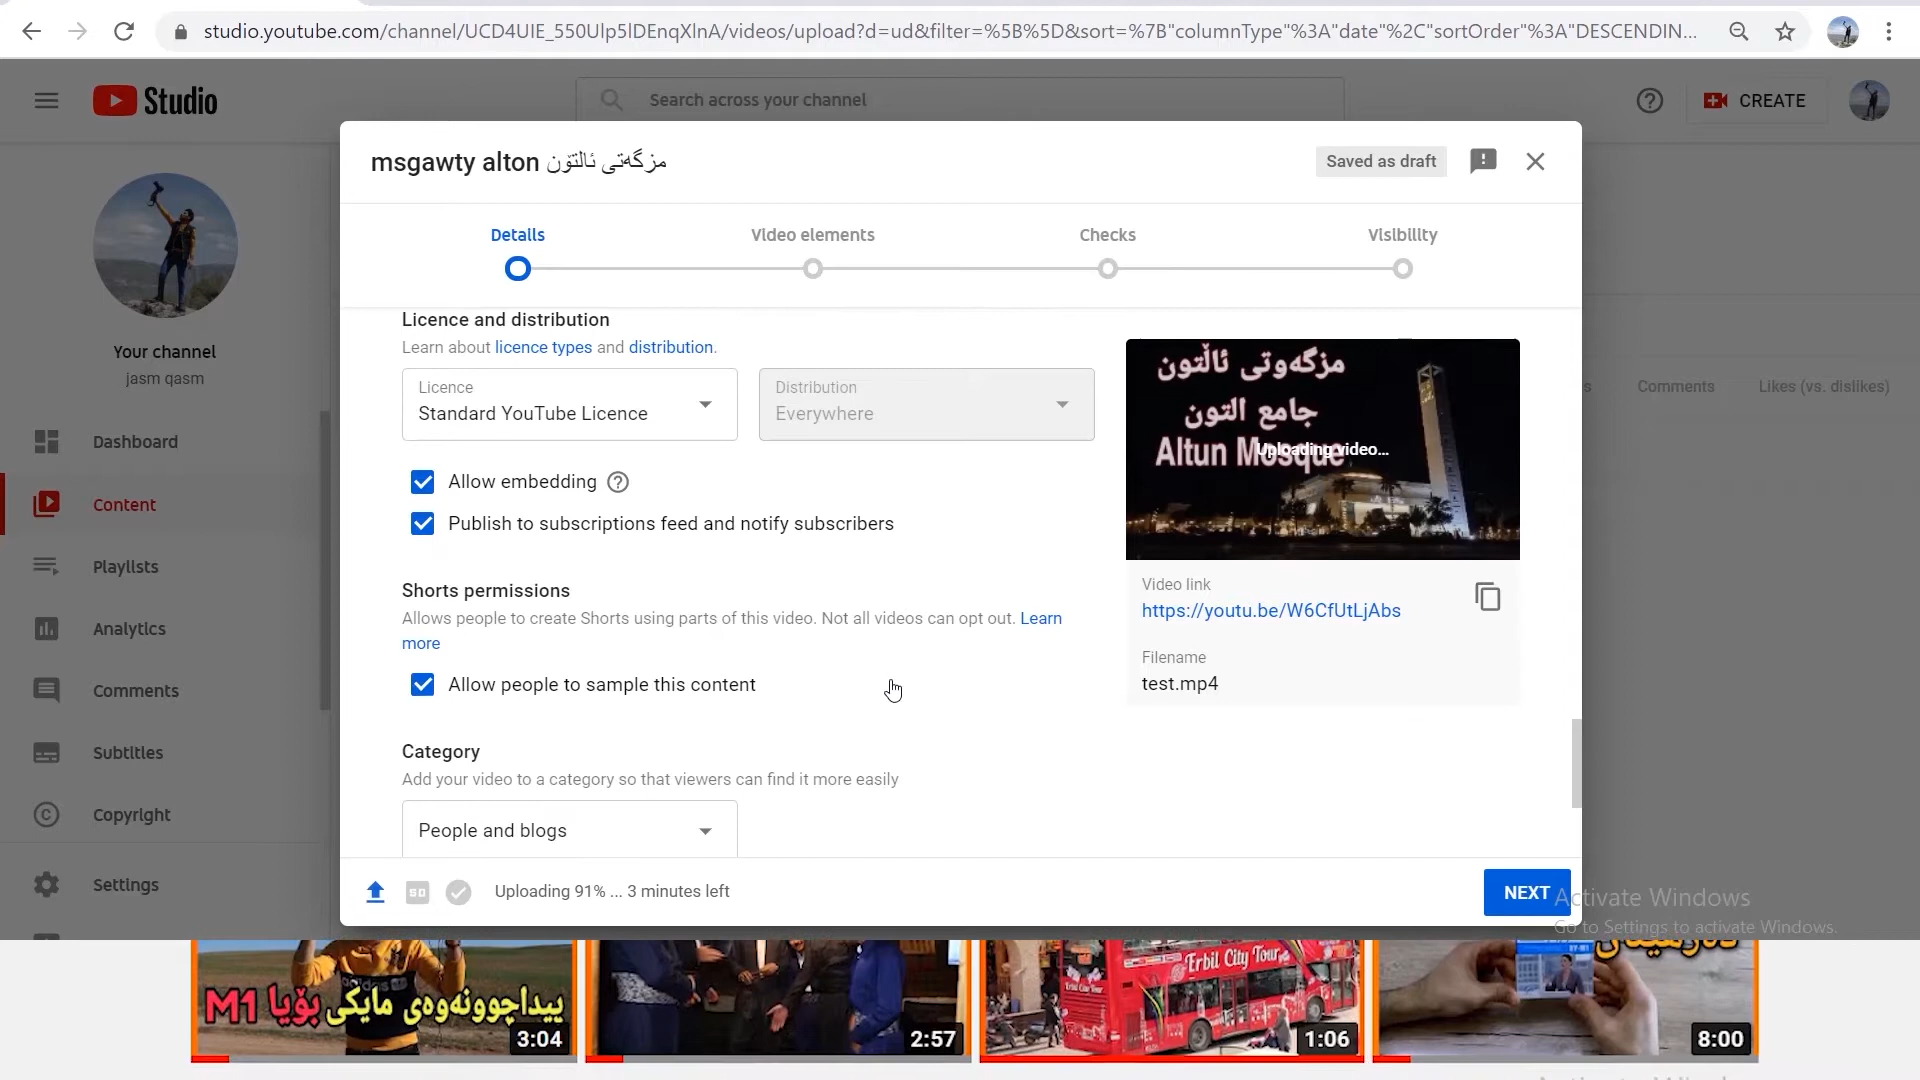 studio.youtube.com/channel/UCD4UIE_550Ulp5lDEnqXlnA/videos/upload?d=ud&filter=%5B%5D&sort=%7B"columnType"%3A"date"%2C"sortOrder"%3A"DESCENDIN...
Studio
Search across your channel
CREATE
msgawty alton مزگەتی ئالتۆن
Saved as draft
Details
Video elements
Checks
Visibility
Your channel
jasm qasm
Dashboard
Content
Playlists
Analytics
Comments
Subtitles
Copyright
Settings
Licence and distribution
Learn about licence types and distribution.
Licence
Standard YouTube Licence
Distribution
Everywhere
Allow embedding
Publish to subscriptions feed and notify subscribers
Shorts permissions
Allows people to create Shorts using parts of this video. Not all videos can opt out. Learn
more
Allow people to sample this content
Category
Add your video to a category so that viewers can find it more easily
People and blogs
مزگەوتی ئاڵتون
جامع التون
Altun Mosque
Uploading video...
Video link
https://youtu.be/W6CfUtLjAbs
Filename
test.mp4
Comments
Likes (vs. dislikes)
SD
Uploading 91% ... 3 minutes left
NEXT
Activate Windows
Go to Settings to activate Windows.
پیداچوونەوەی مایکی بۆیا M1
adidas
3:04
2:57
Erbil City Tour
1:06
8:00